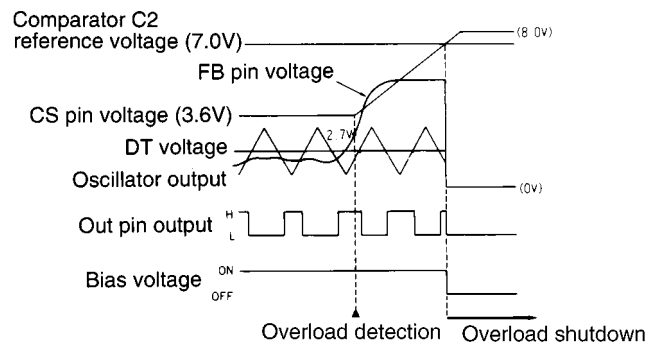 Comparator C2
reference voltage (7.0V)
(8.0V)
FB pin voltage
CS pin voltage (3.6V)
2.7V
DT voltage
Oscillator output
(0V)
Out pin output
H
L
Bias voltage
ON
OFF
Overload detection
Overload shutdown